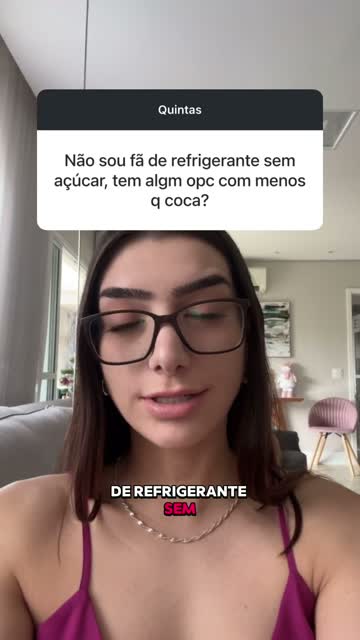 Quintas
Não sou fã de refrigerante sem
açúcar, tem algm opc com menos
q coca?
DE REFRIGERANTE
SEM